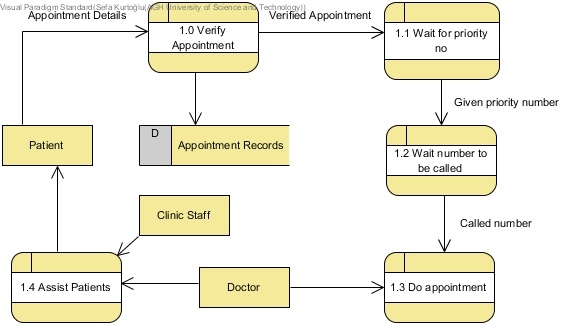 Visual Paradigm Standard(Sefa Kurtoğlu(AGH University of Science and Technology))
Appointment Details
Verified Appointment
1.0 Verify
Appointment
1.1 Wait for priority
no
Given priority number
Patient
D
Appointment Records
1.2 Wait number to
be called
Clinic Staff
Called number
1.4 Assist Patients
Doctor
1.3 Do appointment